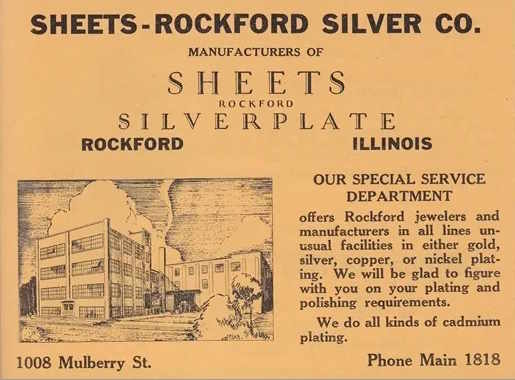 SHEETS-ROCKFORD SILVER CO.
MANUFACTURERS OF
SHEETS
ROCKFORD
SILVERPLATE
ROCKFORD ILLINOIS
OUR SPECIAL SERVICE
DEPARTMENT
offers Rockford jewelers and
manufacturers in all lines un-
usual facilities in either gold,
silver, copper, or nickel plat-
ing. We will be glad to figure
with you on your plating and
polishing requirements.
We do all kinds of cadmium
plating.
1008 Mulberry St. Phone Main 1818